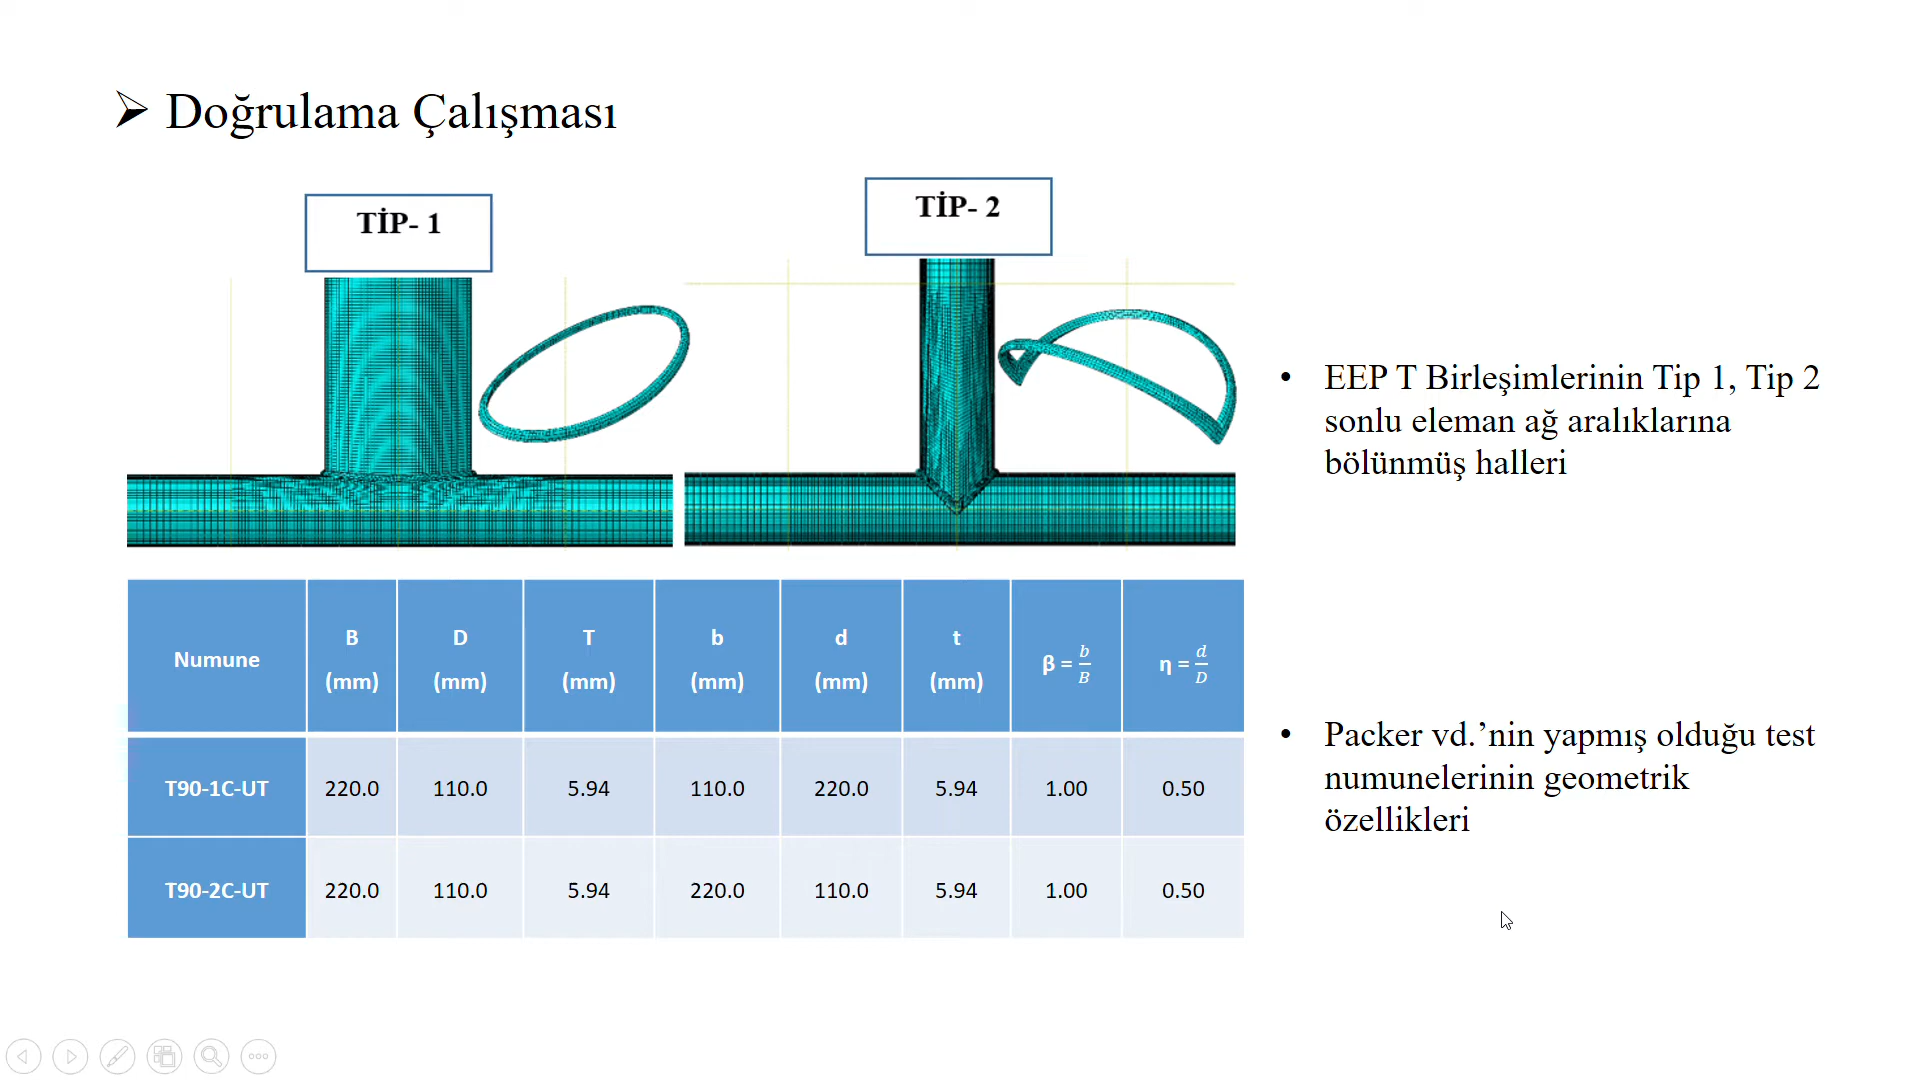 ➢ Doğrulama Çalışması
TİP- 1
TİP- 2
• EEP T Birleşimlerinin Tip 1, Tip 2
sonlu eleman ağ aralıklarına
bölünmüş halleri
Numune B (mm) D (mm) T (mm) b (mm) d (mm) t (mm) β = b/B η = d/D
T90-1C-UT 220.0 110.0 5.94 110.0 220.0 5.94 1.00 0.50
T90-2C-UT 220.0 110.0 5.94 220.0 110.0 5.94 1.00 0.50
• Packer vd.’nin yapmış olduğu test
numunelerinin geometrik
özellikleri